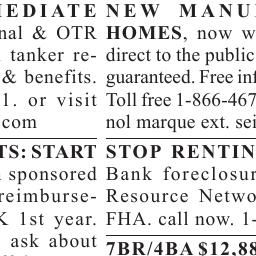 MEDIATE
nal & OTR
tanker re-
& benefits.
1. or visit
com
TS: START
sponsored
reimburse-
K 1st year.
ask about
NEW MANU
HOMES, now w
direct to the public
guaranteed. Free inf
Toll free 1-866-467
nol marque ext. sei
STOP RENTIN
Bank foreclosur
Resource Netwo
FHA. call now. 1-
7BR/4BA $12,88